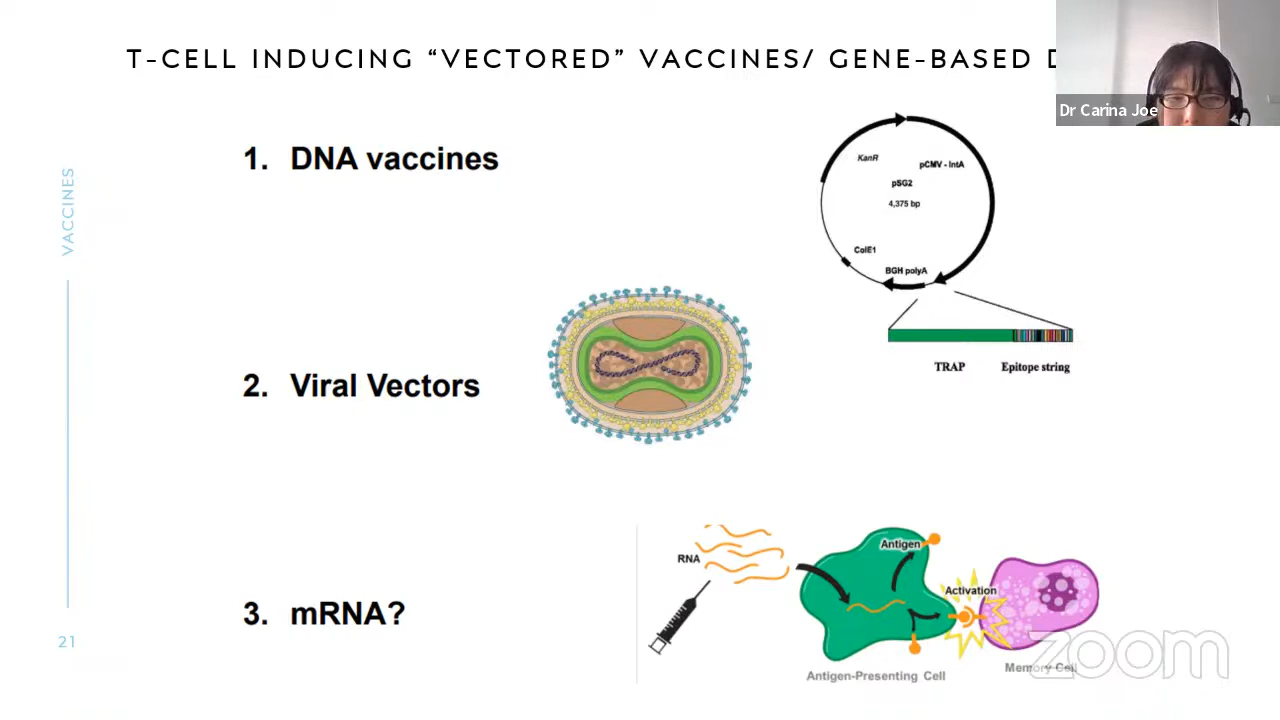 T-CELL INDUCING “VECTORED” VACCINES/ GENE-BASED D
Dr Carina Joe
VACCINES
1. DNA vaccines
KanR
pCMV - IntA
pSG2
4,375 bp
ColE1
BGH polyA
TRAP
Epitope string
2. Viral Vectors
3. mRNA?
RNA
Antigen
Activation
Antigen-Presenting Cell
Memory Cell
21
zoom